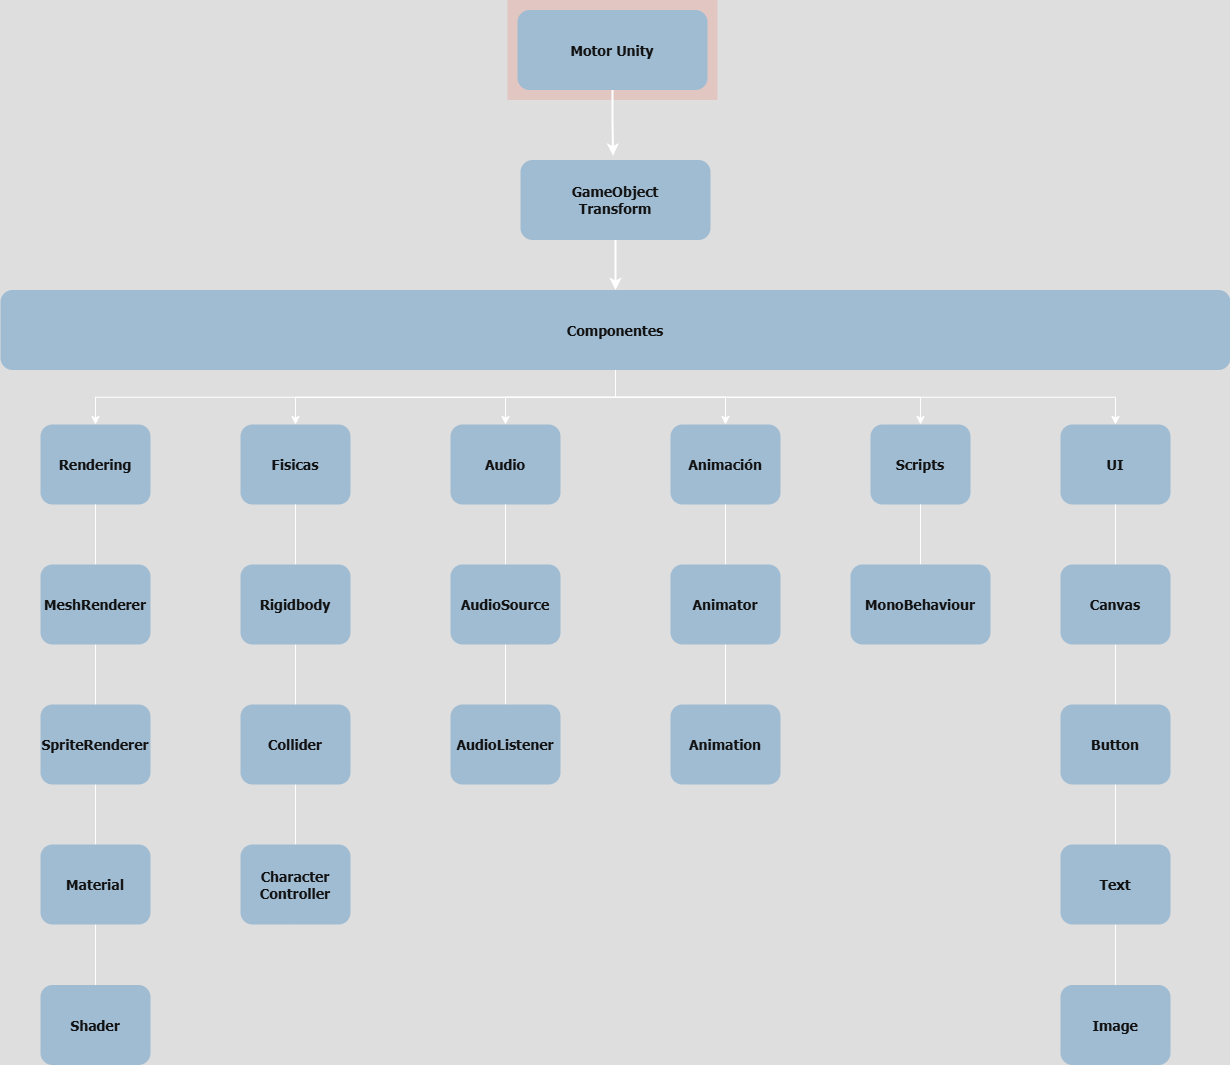 Motor Unity
GameObject
Transform
Componentes
Rendering
Fisicas
Audio
Animación
Scripts
UI
MeshRenderer
Rigidbody
AudioSource
Animator
MonoBehaviour
Canvas
SpriteRenderer
Collider
AudioListener
Animation
Button
Material
Character
Controller
Text
Shader
Image